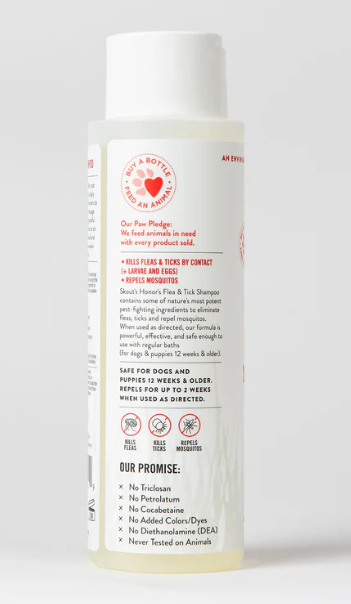 BUY A BOTTLE
FEED AN ANIMAL
AN
Our Paw Pledge:
We feed animals in need
with every product sold.
• KILLS FLEAS & TICKS BY CONTACT
(+ LARVAE AND EGGS)
• REPELS MOSQUITOS
Skout's Honor's Flea & Tick Shampoo
contains some of nature's most potent
pest-fighting ingredients to eliminate
fleas, ticks and repel mosquitos.
When used as directed, our formula is
powerful, effective, and safe enough to
use with regular baths
(for dogs & puppies 12 weeks & older).
SAFE FOR DOGS AND
PUPPIES 12 WEEKS & OLDER.
REPELS FOR UP TO 2 WEEKS
WHEN USED AS DIRECTED.
KILLS FLEAS
KILLS TICKS
REPELS MOSQUITOS
OUR PROMISE:
× No Triclosan
× No Petrolatum
× No Cocabetaine
× No Added Colors/Dyes
× No Diethanolamine (DEA)
× Never Tested on Animals